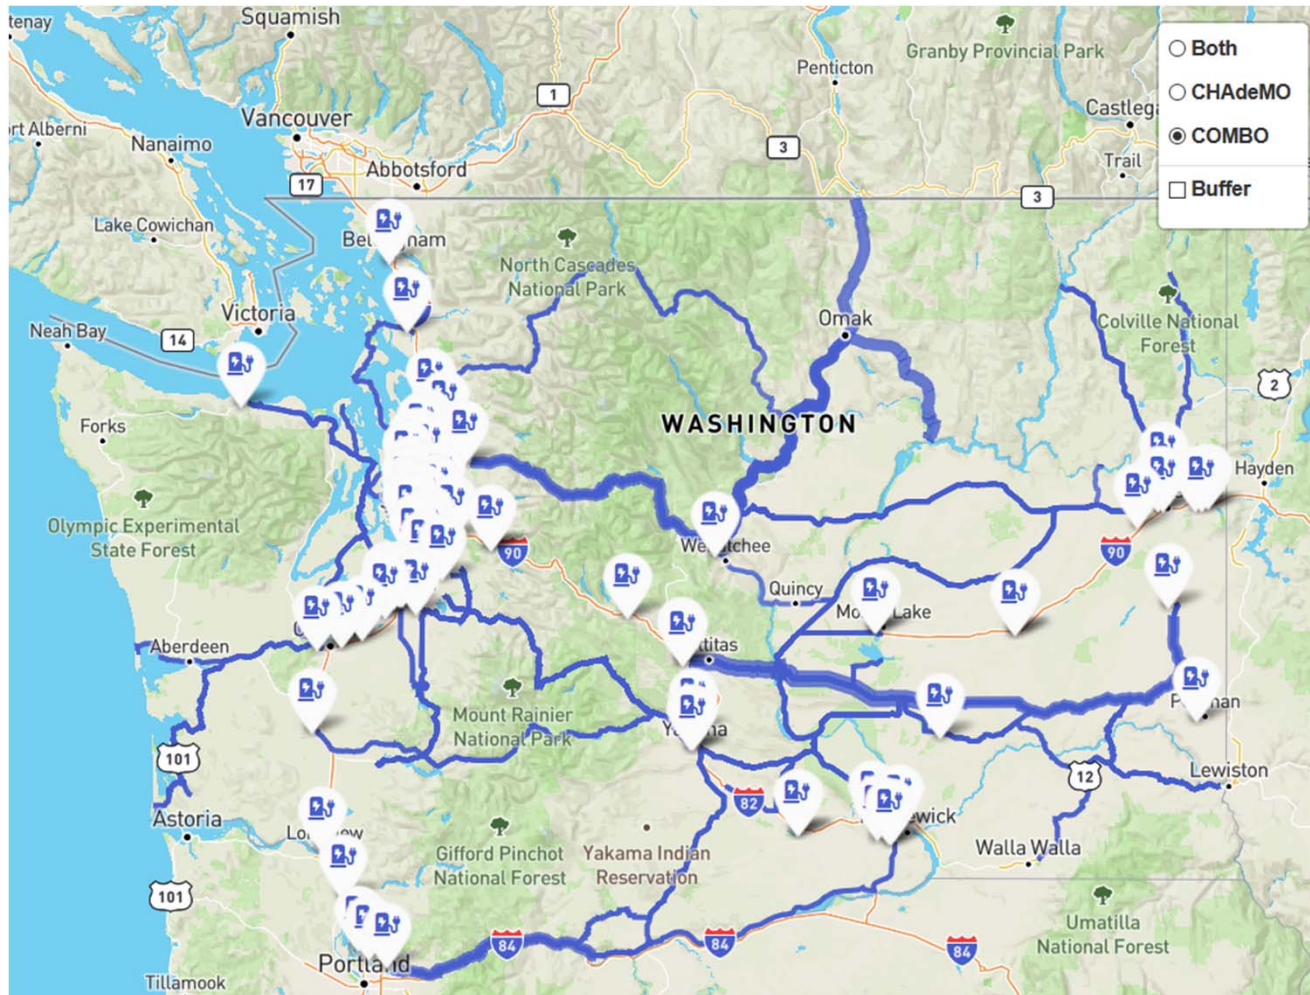 Squamish
Granby Provincial Park
Both
Penticton
CHAdeMO
1
Castlega
Vancouver
COMBO
ort Alberni
Nanaimo
3
Trail
Abbotsford
17
Buffer
3
Lake Cowichan
North Cascades
National Park
Victoria
Omak
Colville National
Forest
Neah Bay
14
2
WASHINGTON
Forks
Hayden
Olympic Experimental
State Forest
90
90
Quincy
Aberdeen
Mount Rainier
National Park
101
12
Lewiston
82
Astoria
Walla Walla
Gifford Pinchot
National Forest
Yakama Indian
Reservation
101
Umatilla
National Forest
84
84
84
Portland
Tillamook